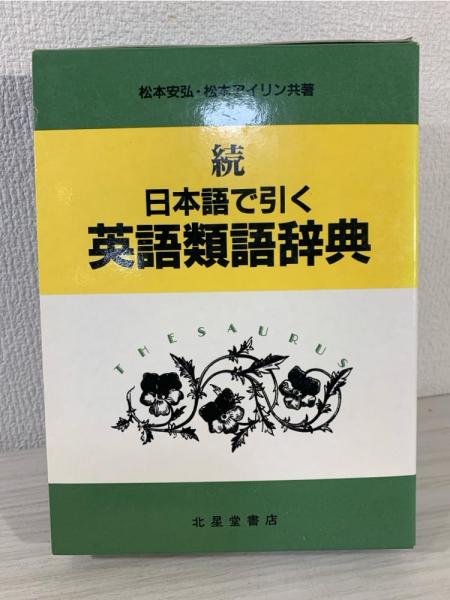 松本安弘・松本アイリン共著
続
日本語で引く
英語類語辞典
THESAURUS
北星堂書店